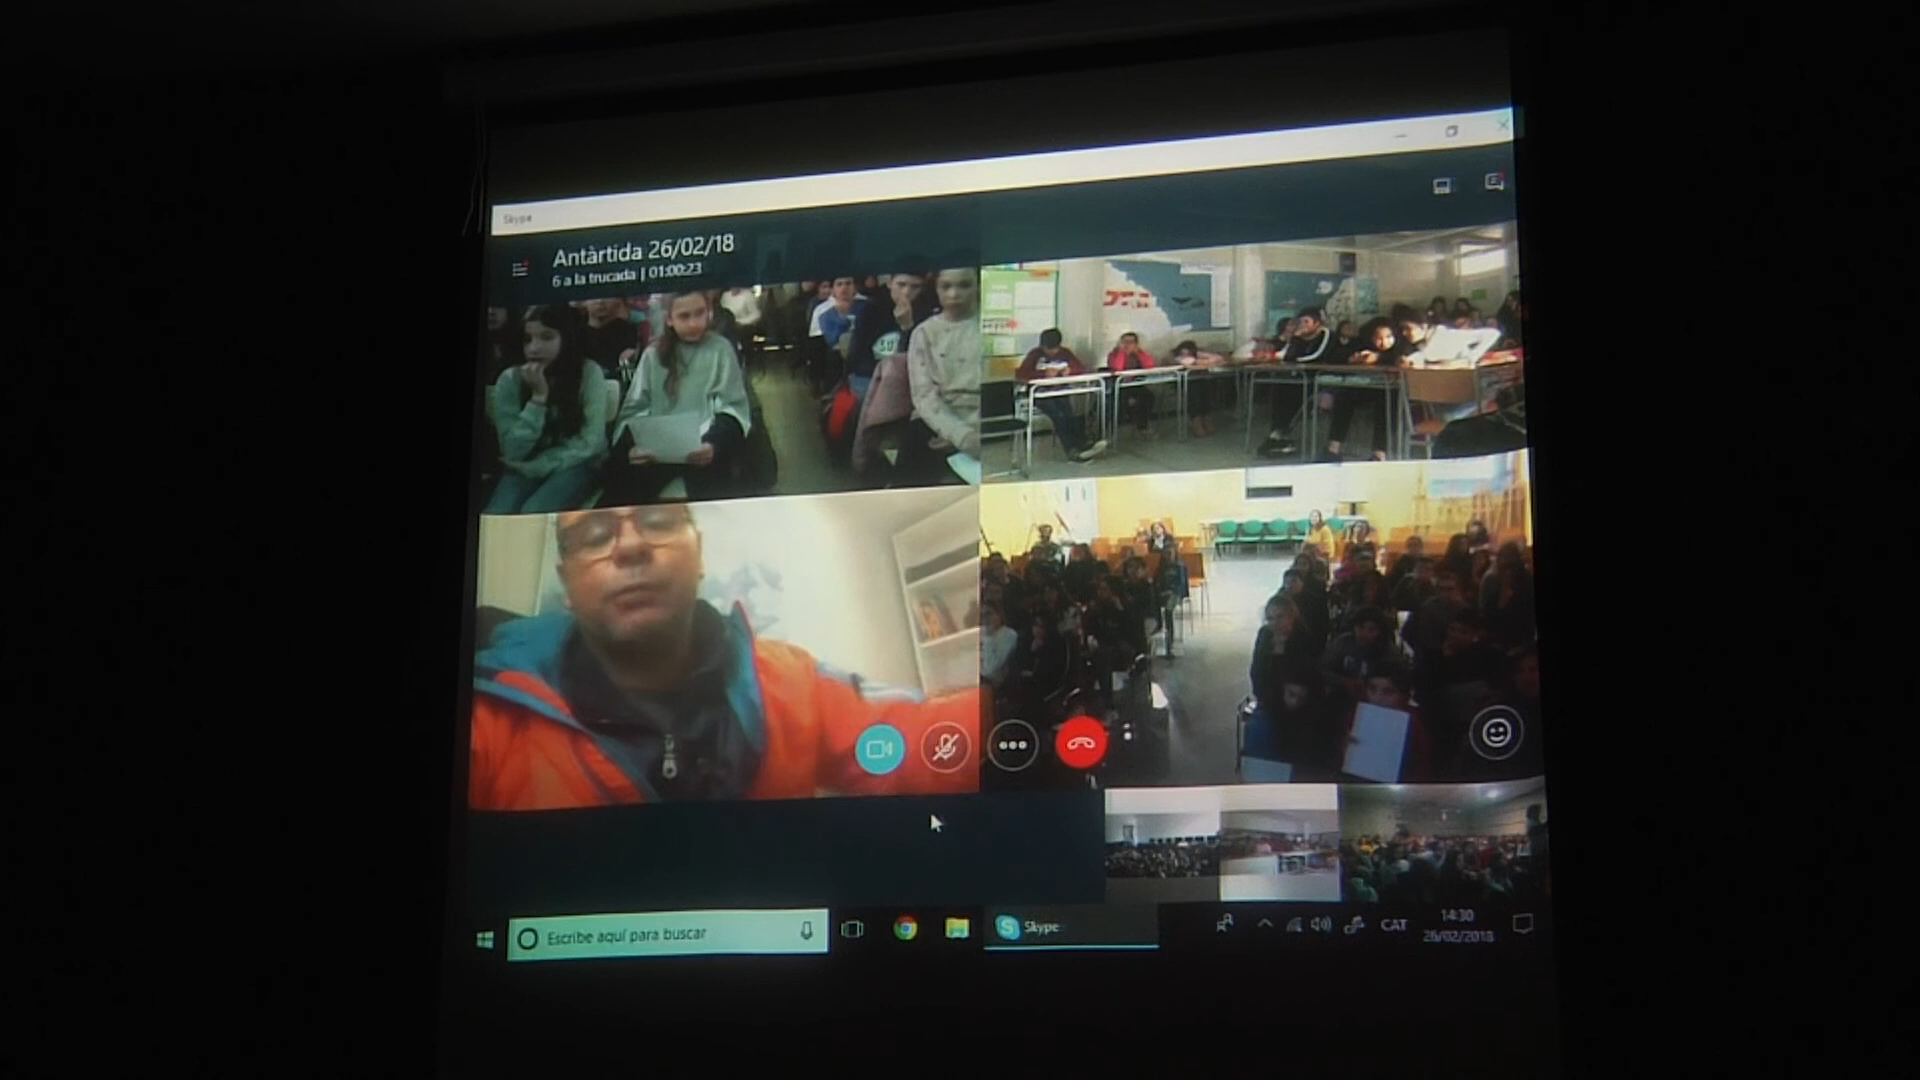 Skype
Antàrtida 26/02/18
6 a la trucada | 01:00:23
Escribe aquí para buscar
Skype
CAT
14:30
26/02/2018